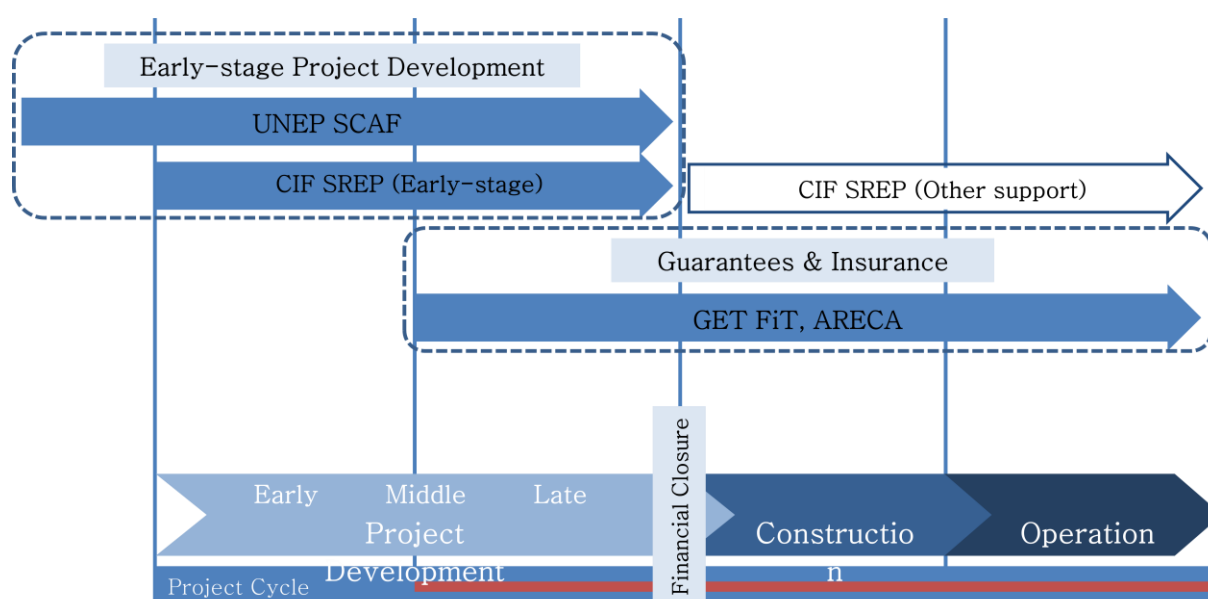 Early-stage Project Development
UNEP SCAF
CIF SREP (Early-stage)
CIF SREP (Other support)
Guarantees & Insurance
GET FiT, ARECA
Financial Closure
Early Middle Late
Project
Development
Constructio
n
Operation
Project Cycle